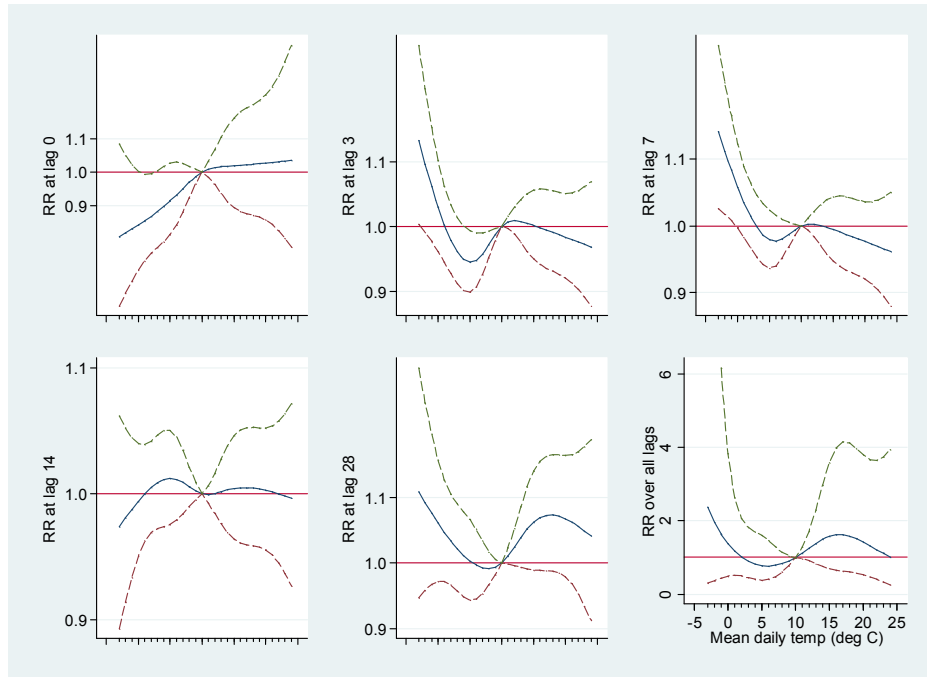 RR at lag 0
1.1
1.0
0.9
RR at lag 3
1.1
1.0
0.9
RR at lag 7
1.1
1.0
0.9
RR at lag 14
1.1
1.0
0.9
RR at lag 28
1.1
1.0
0.9
RR over all lags
6
4
2
0
-5 0 5 10 15 20 25
Mean daily temp (deg C)